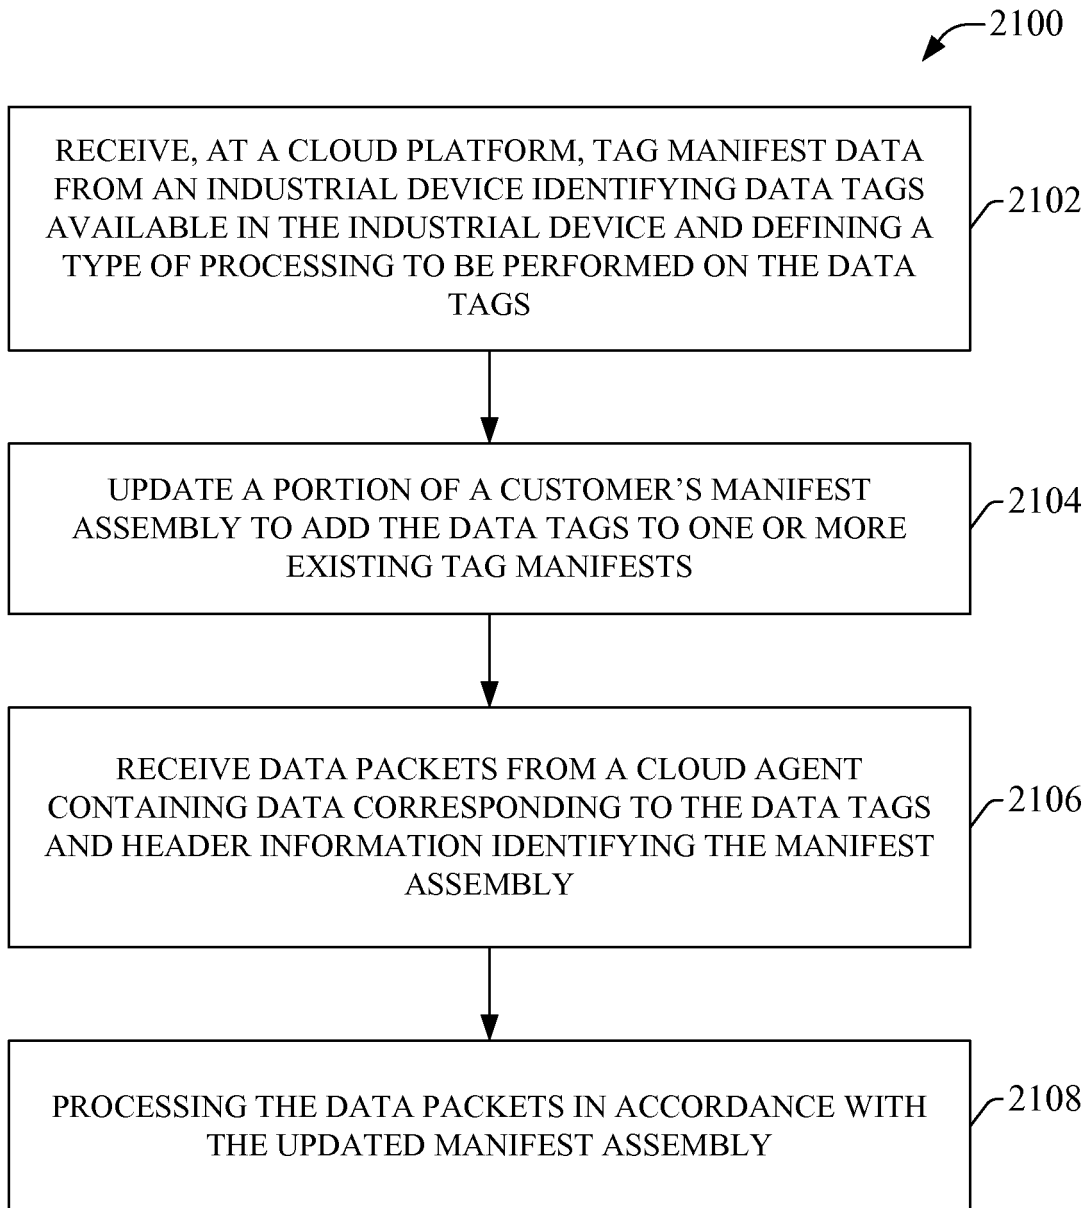 2100
RECEIVE, AT A CLOUD PLATFORM, TAG MANIFEST DATA
FROM AN INDUSTRIAL DEVICE IDENTIFYING DATA TAGS
AVAILABLE IN THE INDUSTRIAL DEVICE AND DEFINING A
TYPE OF PROCESSING TO BE PERFORMED ON THE DATA
TAGS
2102
UPDATE A PORTION OF A CUSTOMER'S MANIFEST
ASSEMBLY TO ADD THE DATA TAGS TO ONE OR MORE
EXISTING TAG MANIFESTS
2104
RECEIVE DATA PACKETS FROM A CLOUD AGENT
CONTAINING DATA CORRESPONDING TO THE DATA TAGS
AND HEADER INFORMATION IDENTIFYING THE MANIFEST
ASSEMBLY
2106
PROCESSING THE DATA PACKETS IN ACCORDANCE WITH
THE UPDATED MANIFEST ASSEMBLY
2108